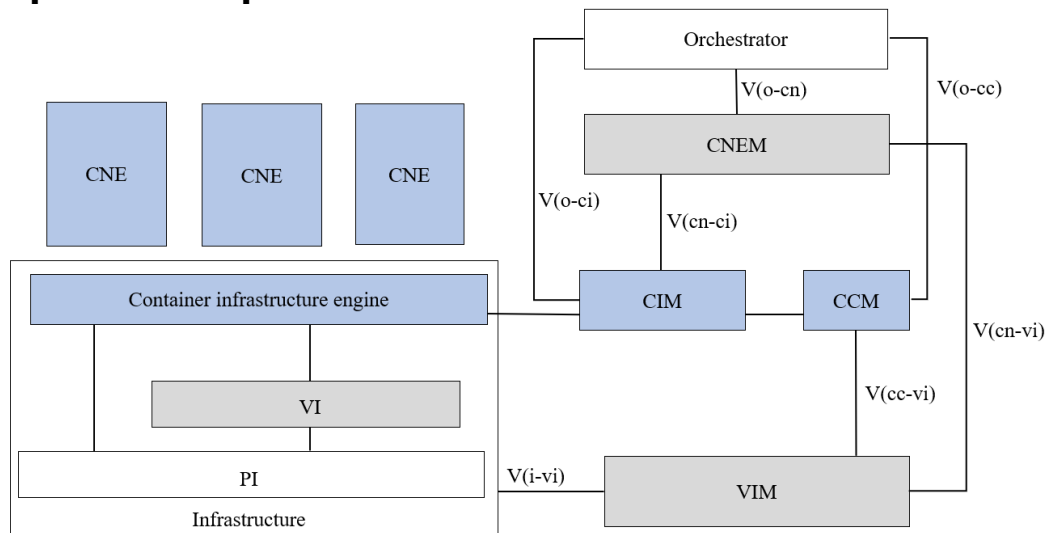 Orchestrator
V(o-cn)
V(o-cc)
CNE
CNE
CNE
CNEM
V(o-ci)
V(cn-ci)
Container infrastructure engine
CIM
CCM
V(cn-vi)
VI
V(cc-vi)
PI
V(i-vi)
VIM
Infrastructure